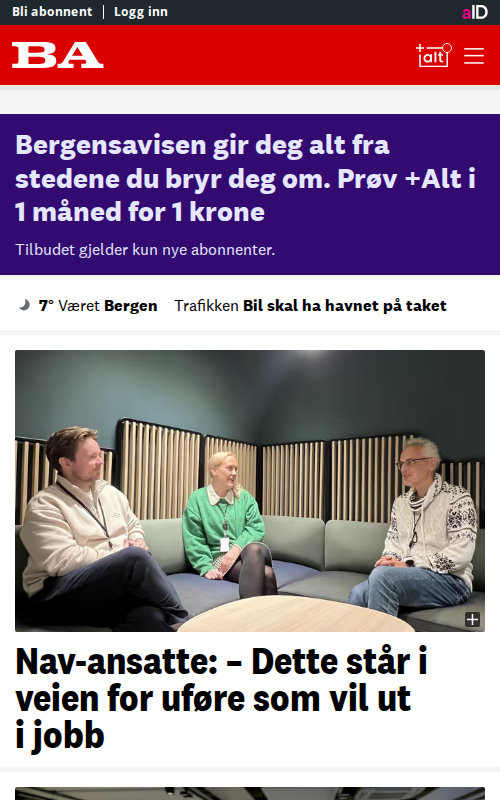 Bli abonnent | Logg inn
aID
BA
+alt
Bergensavisen gir deg alt fra
stedene du bryr deg om. Prøv +Alt i
1 måned for 1 krone
Tilbudet gjelder kun nye abonnenter.
7° Været Bergen Trafikken Bil skal ha havnet på taket
Nav-ansatte: – Dette står i
veien for uføre som vil ut
i jobb